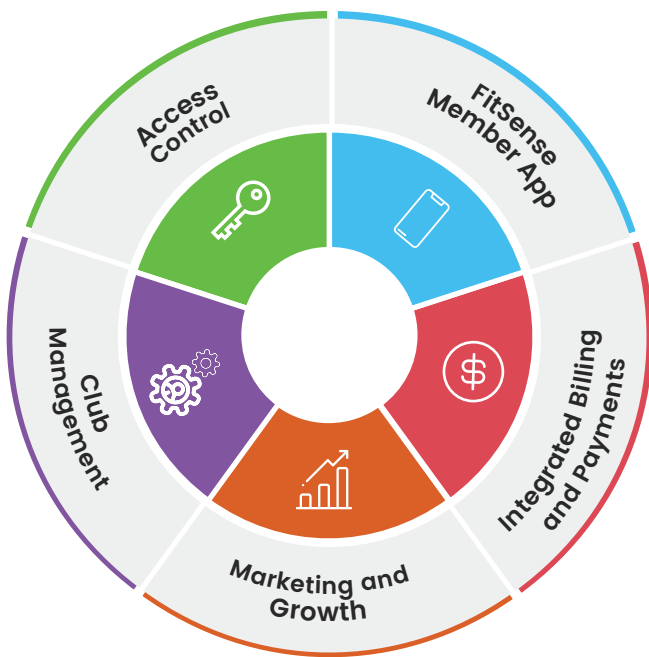 Access
Control
FitSense
Member App
Integrated Billing
and Payments
Marketing and
Growth
Club
Management
$